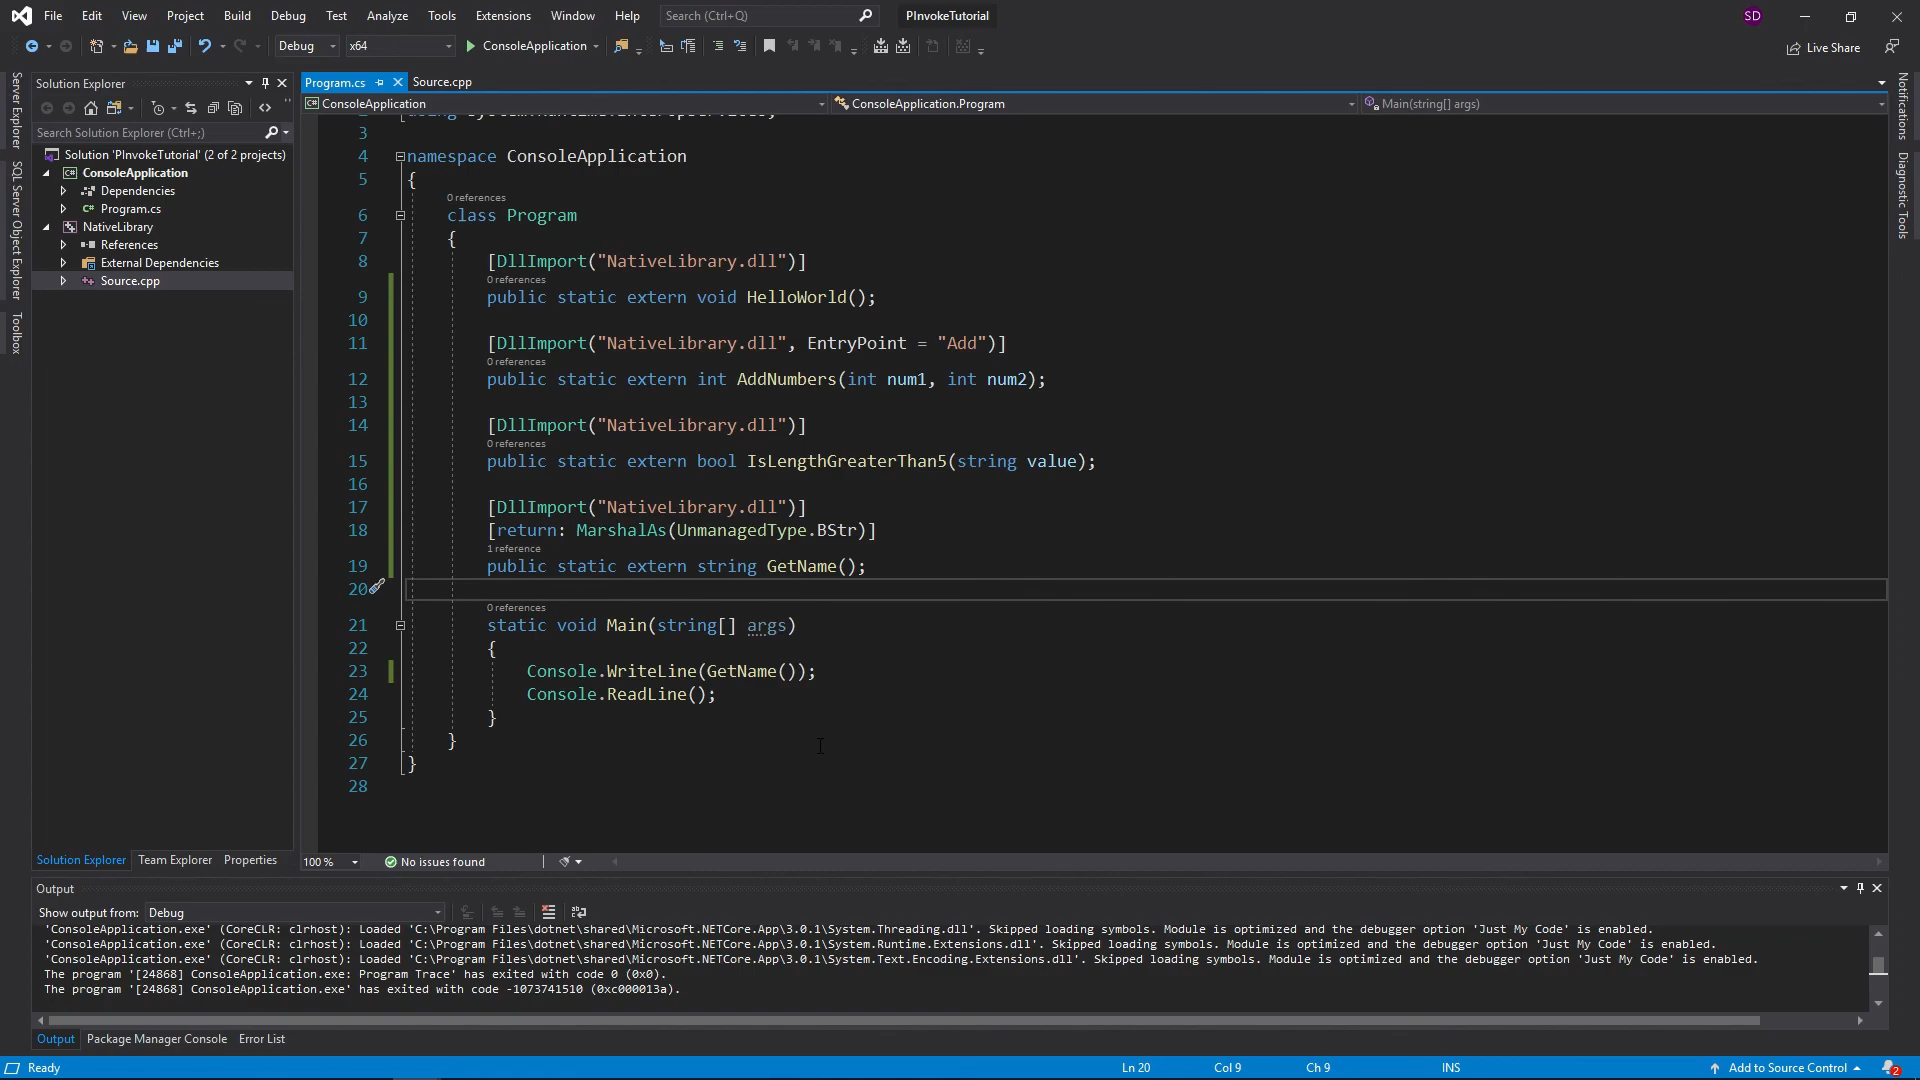 File Edit View Project Build Debug Test Analyze Tools Extensions Window Help Search (Ctrl+Q) PInvokeTutorial SD
Debug x64 ConsoleApplication Live Share
Server Explorer
SQL Server Object Explorer
Toolbox
Solution Explorer
Search Solution Explorer (Ctrl+;)
Solution 'PInvokeTutorial' (2 of 2 projects)
ConsoleApplication
Dependencies
Program.cs
NativeLibrary
References
External Dependencies
Source.cpp
Solution Explorer Team Explorer Properties
Program.cs Source.cpp
ConsoleApplication ConsoleApplication.Program Main(string[] args)
3
4 namespace ConsoleApplication
5 {
0 references
6 class Program
7 {
8 [DllImport("NativeLibrary.dll")]
0 references
9 public static extern void HelloWorld();
10
11 [DllImport("NativeLibrary.dll", EntryPoint = "Add")]
0 references
12 public static extern int AddNumbers(int num1, int num2);
13
14 [DllImport("NativeLibrary.dll")]
0 references
15 public static extern bool IsLengthGreaterThan5(string value);
16
17 [DllImport("NativeLibrary.dll")]
18 [return: MarshalAs(UnmanagedType.BStr)]
1 reference
19 public static extern string GetName();
20
0 references
21 static void Main(string[] args)
22 {
23 Console.WriteLine(GetName());
24 Console.ReadLine();
25 }
26 }
27 }
28
100 % No issues found
Notifications
Diagnostic Tools
Output
Show output from: Debug
'ConsoleApplication.exe' (CoreCLR: clrhost): Loaded 'C:\Program Files\dotnet\shared\Microsoft.NETCore.App\3.0.1\System.Threading.dll'. Skipped loading symbols. Module is optimized and the debugger option 'Just My Code' is enabled.
'ConsoleApplication.exe' (CoreCLR: clrhost): Loaded 'C:\Program Files\dotnet\shared\Microsoft.NETCore.App\3.0.1\System.Runtime.Extensions.dll'. Skipped loading symbols. Module is optimized and the debugger option 'Just My Code' is enabled.
'ConsoleApplication.exe' (CoreCLR: clrhost): Loaded 'C:\Program Files\dotnet\shared\Microsoft.NETCore.App\3.0.1\System.Text.Encoding.Extensions.dll'. Skipped loading symbols. Module is optimized and the debugger option 'Just My Code' is enabled.
The program '[24868] ConsoleApplication.exe: Program Trace' has exited with code 0 (0x0).
The program '[24868] ConsoleApplication.exe' has exited with code -1073741510 (0xc000013a).
Output Package Manager Console Error List
Ready Ln 20 Col 9 Ch 9 INS Add to Source Control 2